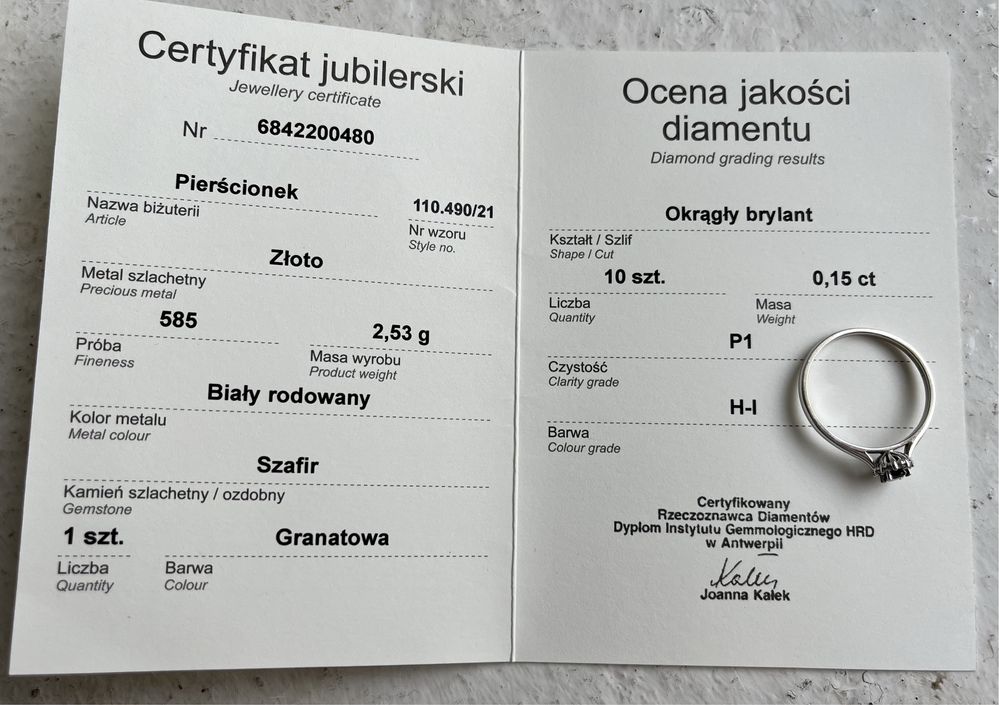 Certyfikat jubilerski
Jewellery certificate
Nr 6842200480
Pierścionek
110.490/21
Nazwa biżuterii
Article
Nr wzoru
Style no.
Złoto
Metal szlachetny
Precious metal
585
2,53 g
Próba
Fineness
Masa wyrobu
Product weight
Biały rodowany
Kolor metalu
Metal colour
Szafir
Kamień szlachetny / ozdobny
Gemstone
1 szt.
Granatowa
Liczba
Quantity
Barwa
Colour
Ocena jakości
diamentu
Diamond grading results
Okrągły brylant
Kształt / Szlif
Shape / Cut
10 szt.
0,15 ct
Liczba
Quantity
Masa
Weight
P1
Czystość
Clarity grade
H-I
Barwa
Colour grade
Certyfikowany
Rzeczoznawca Diamentów
Dyplom Instytutu Gemmologicznego HRD
w Antwerpii
Joanna Kałek